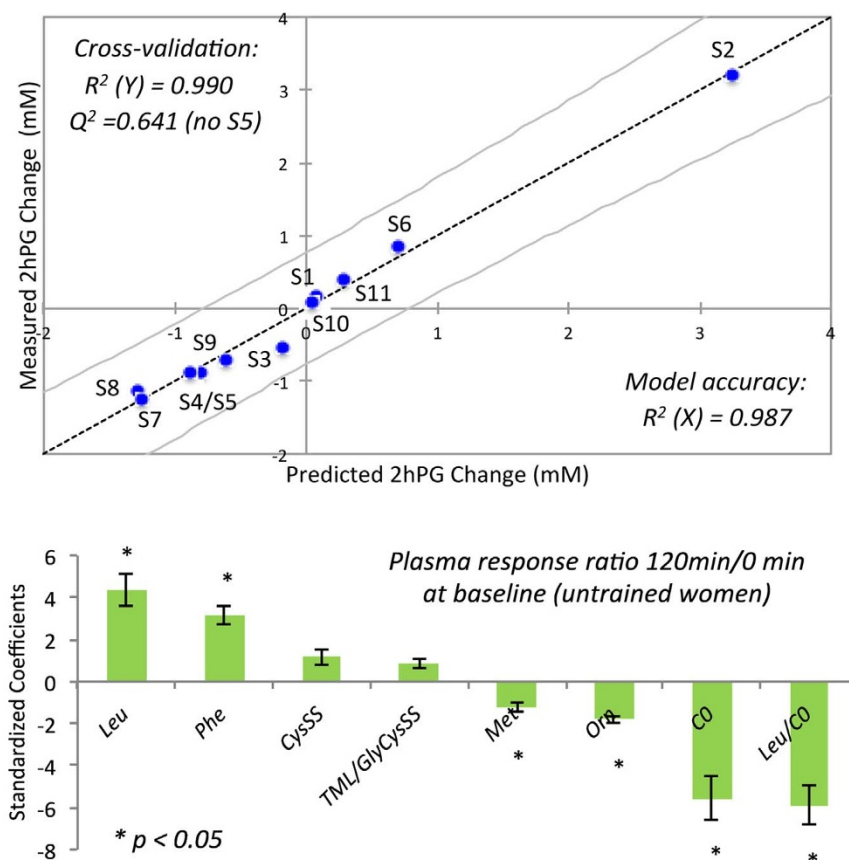 4
Cross-validation:
R² (Y) = 0.990
Q² =0.641 (no S5)
S2
3
2
S6
1
S1
S11
0
-1
0
1
2
3
4
S10
S9
S3
S8
S4/S5
S7
-1
Model accuracy:
R² (X) = 0.987
-2
-2
Measured 2hPG Change (mM)
Predicted 2hPG Change (mM)
6
4
2
0
-2
-4
-6
-8
Standardized Coefficients
Plasma response ratio 120min/0 min
at baseline (untrained women)
*
*
Leu
Phe
CysSS
TML/GlyCysSS
Met
Orn
C0
Leu/C0
*
*
*
*
* p < 0.05